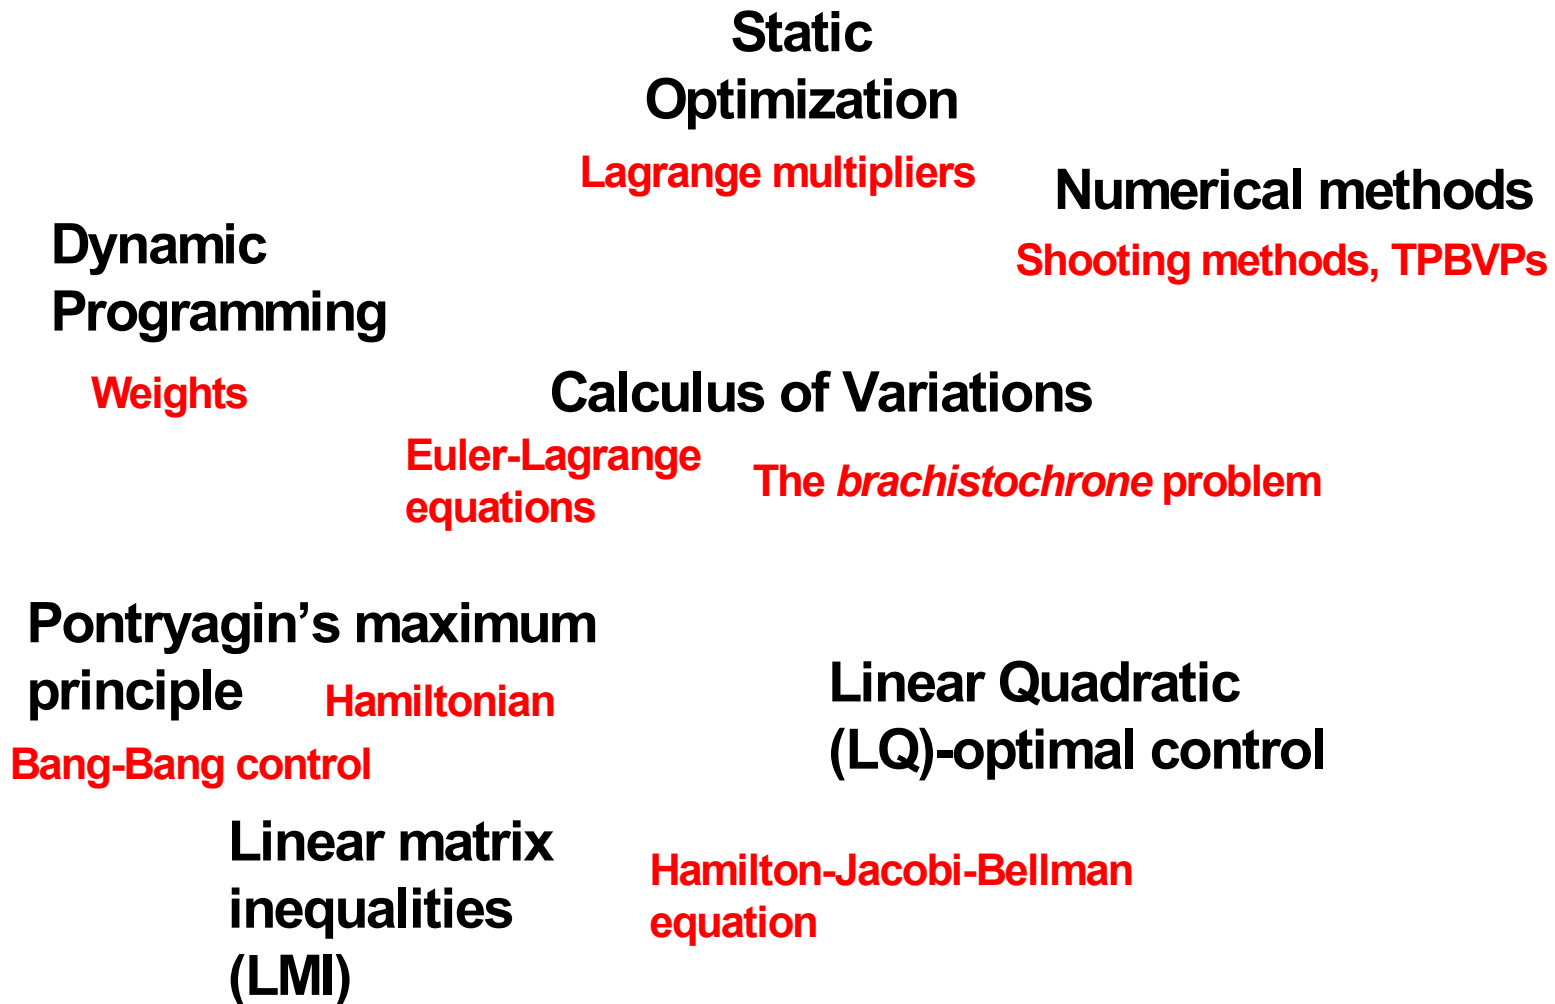 Static
Optimization
Lagrange multipliers
Numerical methods
Shooting methods, TPBVPs
Dynamic
Programming
Weights
Calculus of Variations
Euler-Lagrange
equations
The brachistochrone problem
Pontryagin’s maximum
principle
Hamiltonian
Bang-Bang control
Linear Quadratic
(LQ)-optimal control
Linear matrix
inequalities
(LMI)
Hamilton-Jacobi-Bellman
equation